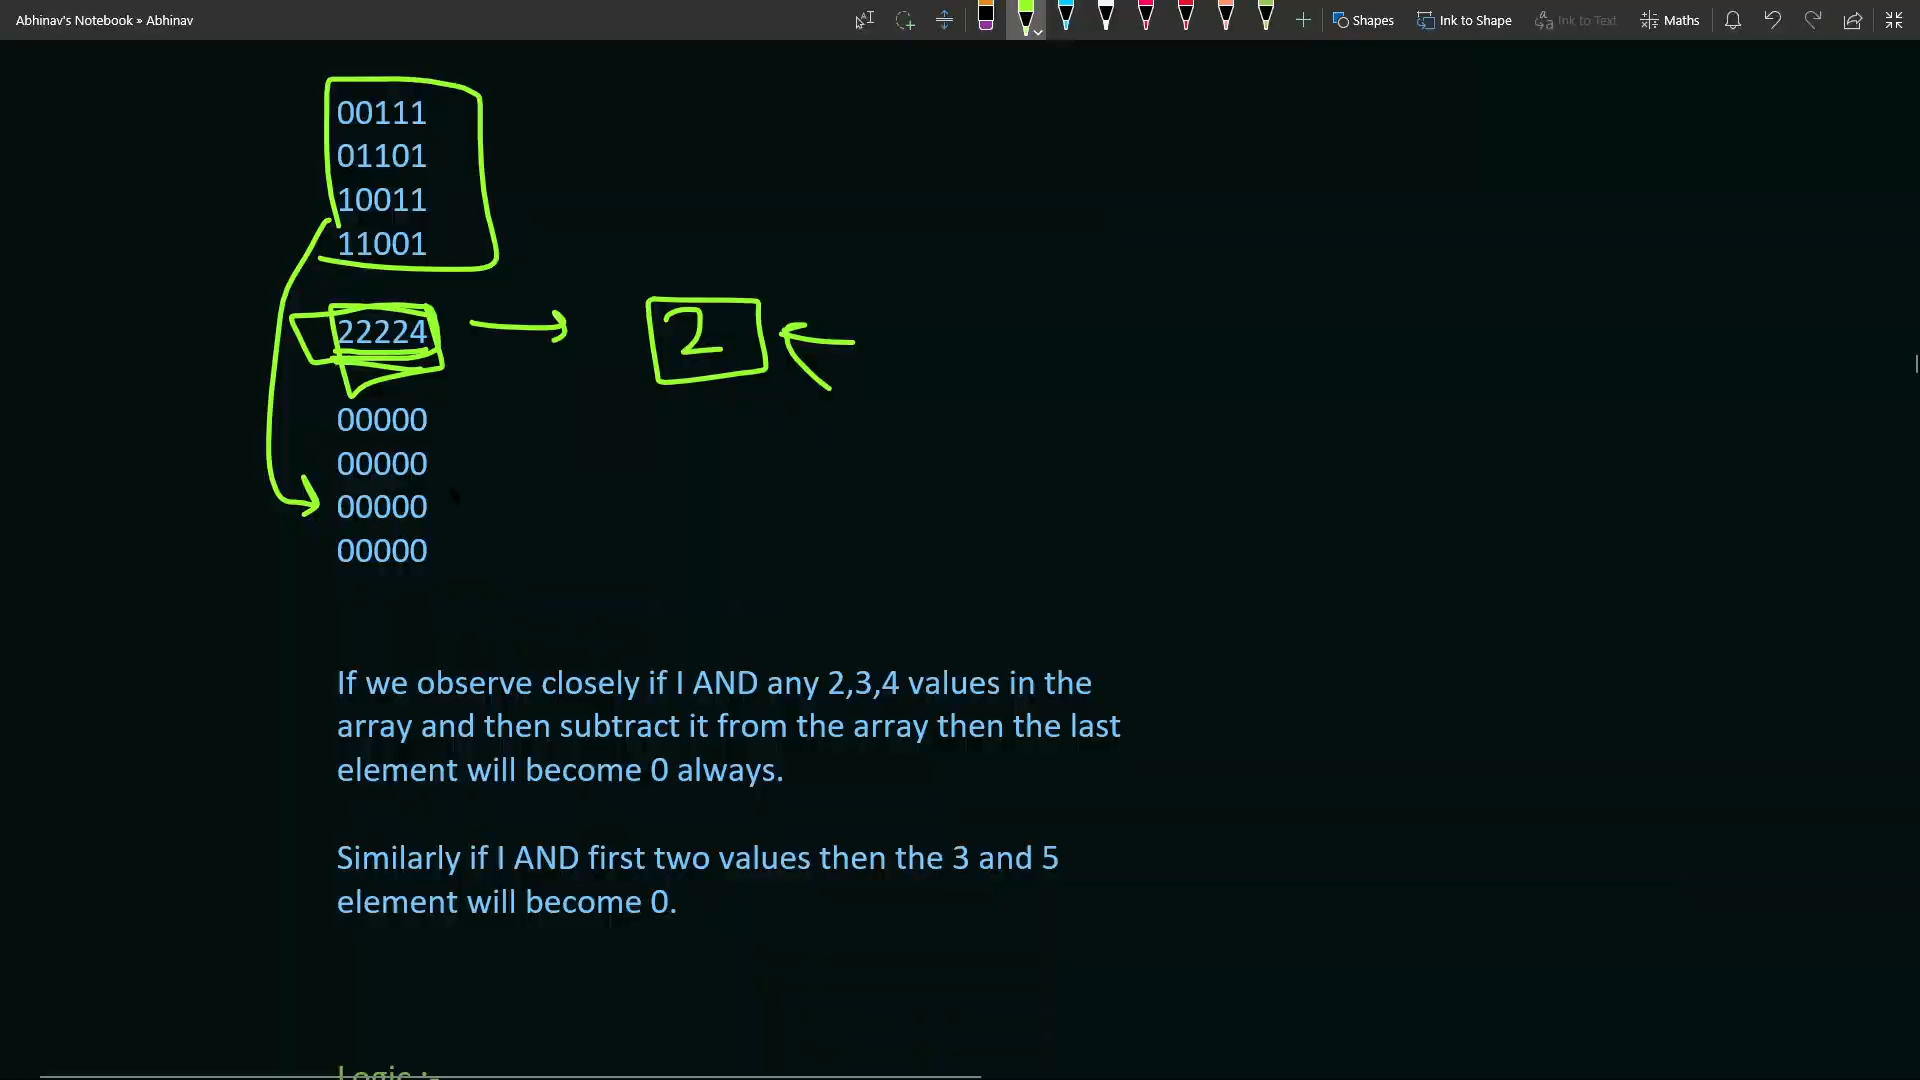 Abhinav's Notebook » Abhinav
Shapes
Ink to Shape
Ink to Text
Maths
00111
01101
10011
11001
22224
2
00000
00000
00000
00000
If we observe closely if I AND any 2,3,4 values in the
array and then subtract it from the array then the last
element will become 0 always.
Similarly if I AND first two values then the 3 and 5
element will become 0.
Logic :-